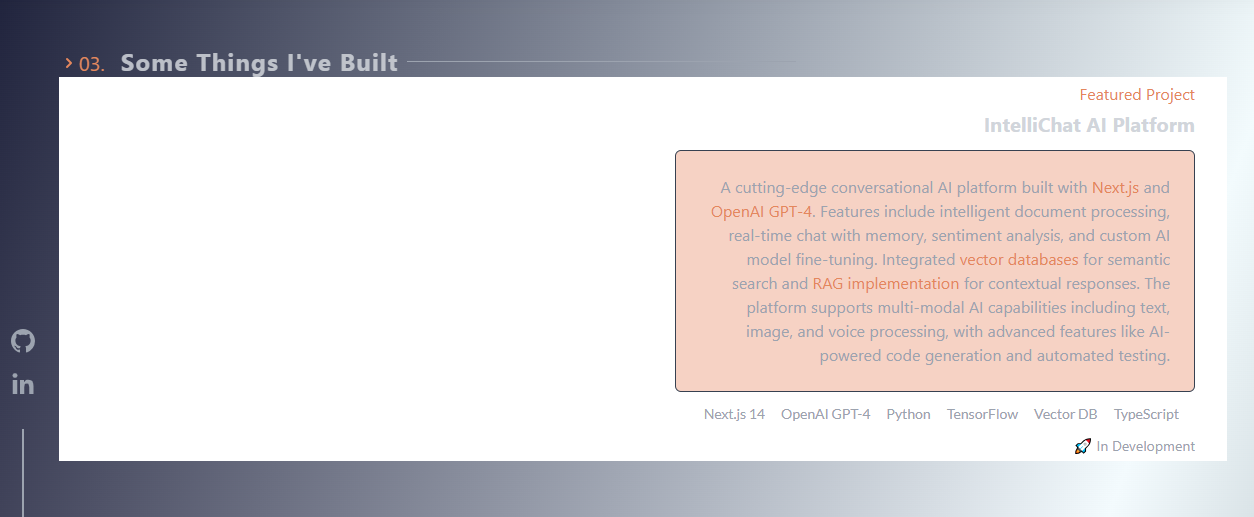 03. Some Things I've Built
Featured Project
IntelliChat AI Platform
A cutting-edge conversational AI platform built with Next.js and
OpenAI GPT-4. Features include intelligent document processing,
real-time chat with memory, sentiment analysis, and custom AI
model fine-tuning. Integrated vector databases for semantic
search and RAG implementation for contextual responses. The
platform supports multi-modal AI capabilities including text,
image, and voice processing, with advanced features like AI-
powered code generation and automated testing.
Next.js 14 OpenAI GPT-4 Python TensorFlow Vector DB TypeScript
🚀 In Development
in